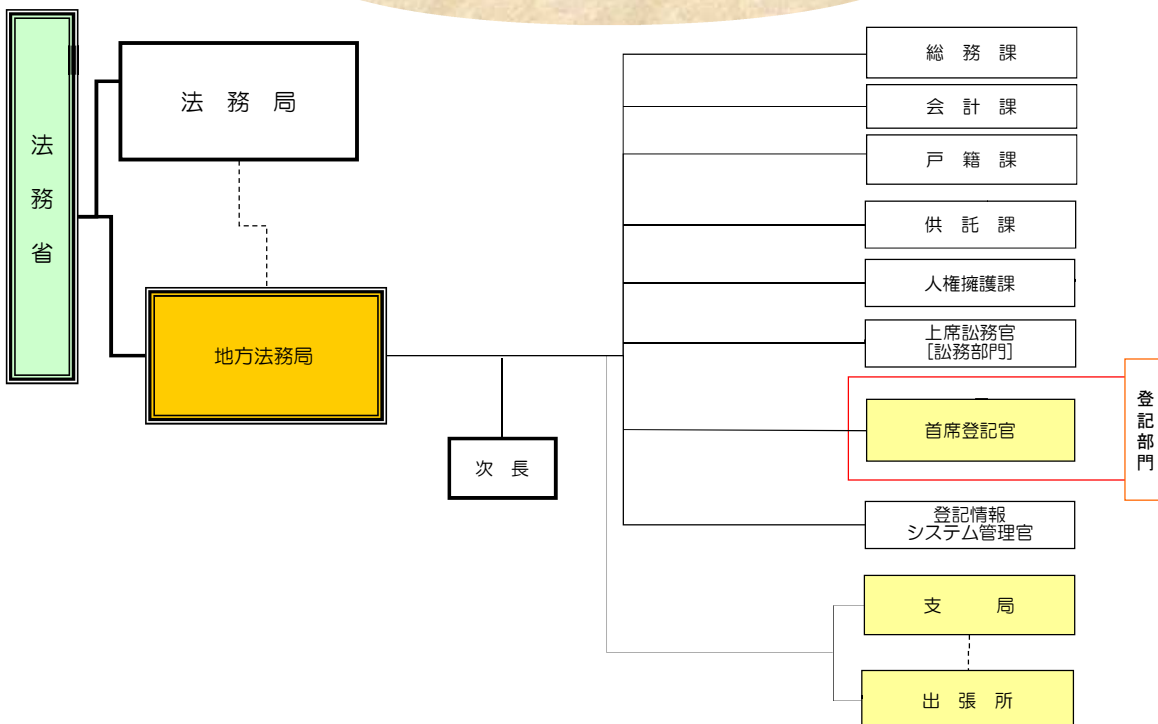 法務省
法　務　局
地方法務局
次　長
総　務　課
会　計　課
戸　籍　課
供　託　課
人権擁護課
上席訟務官
[訟務部門]
首席登記官
登記部門
登記情報
システム管理官
支　　局
出　張　所